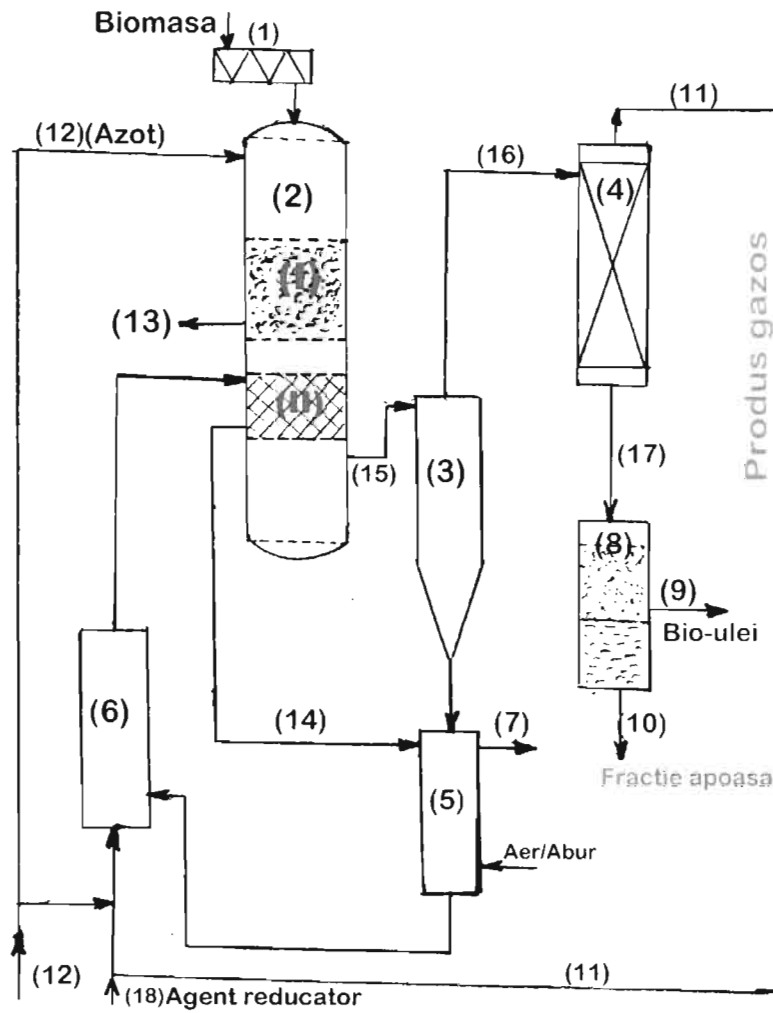 Biomasa
(1)
(11)
(12)(Azot)
(16)
(2)
(4)
(I)
Produs gazos
(13)
(II)
(17)
(15)
(3)
(8)
(9)
Bio-ulei
(6)
(14)
(7)
(10)
Fractie apoasa
(5)
Aer/Abur
(12)
(11)
(18)Agent reducator